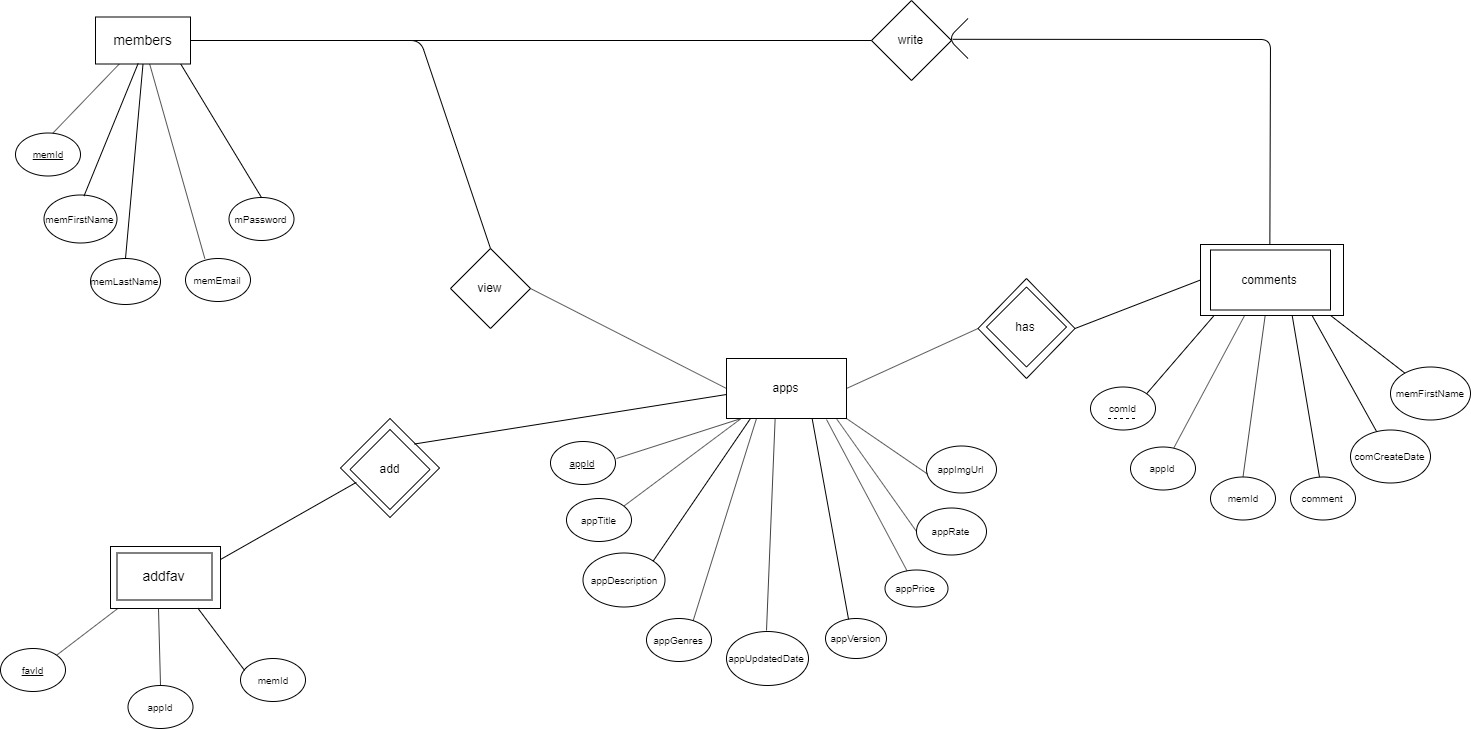 members
write
memId
memFirstName
mPassword
memLastName
memEmail
view
comments
has
apps
comId
memFirstName
appId
comCreateDate
memId
comment
add
appId
appImgUrl
appTitle
appRate
appDescription
appPrice
appGenres
appUpdatedDate
appVersion
addfav
favId
appId
memId